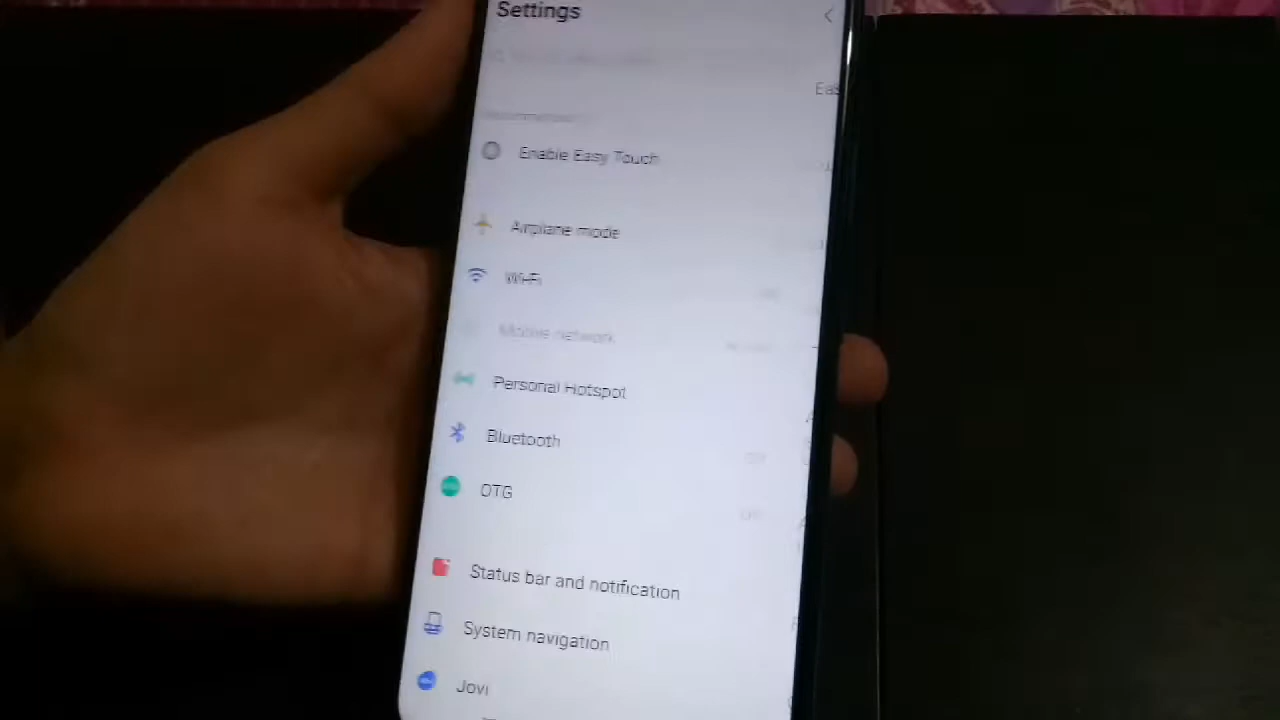 Settings
Enable Easy Touch
Airplane mode
Wi-Fi
Mobile network
Personal Hotspot
Bluetooth
OTG
Status bar and notification
System navigation
Jovi